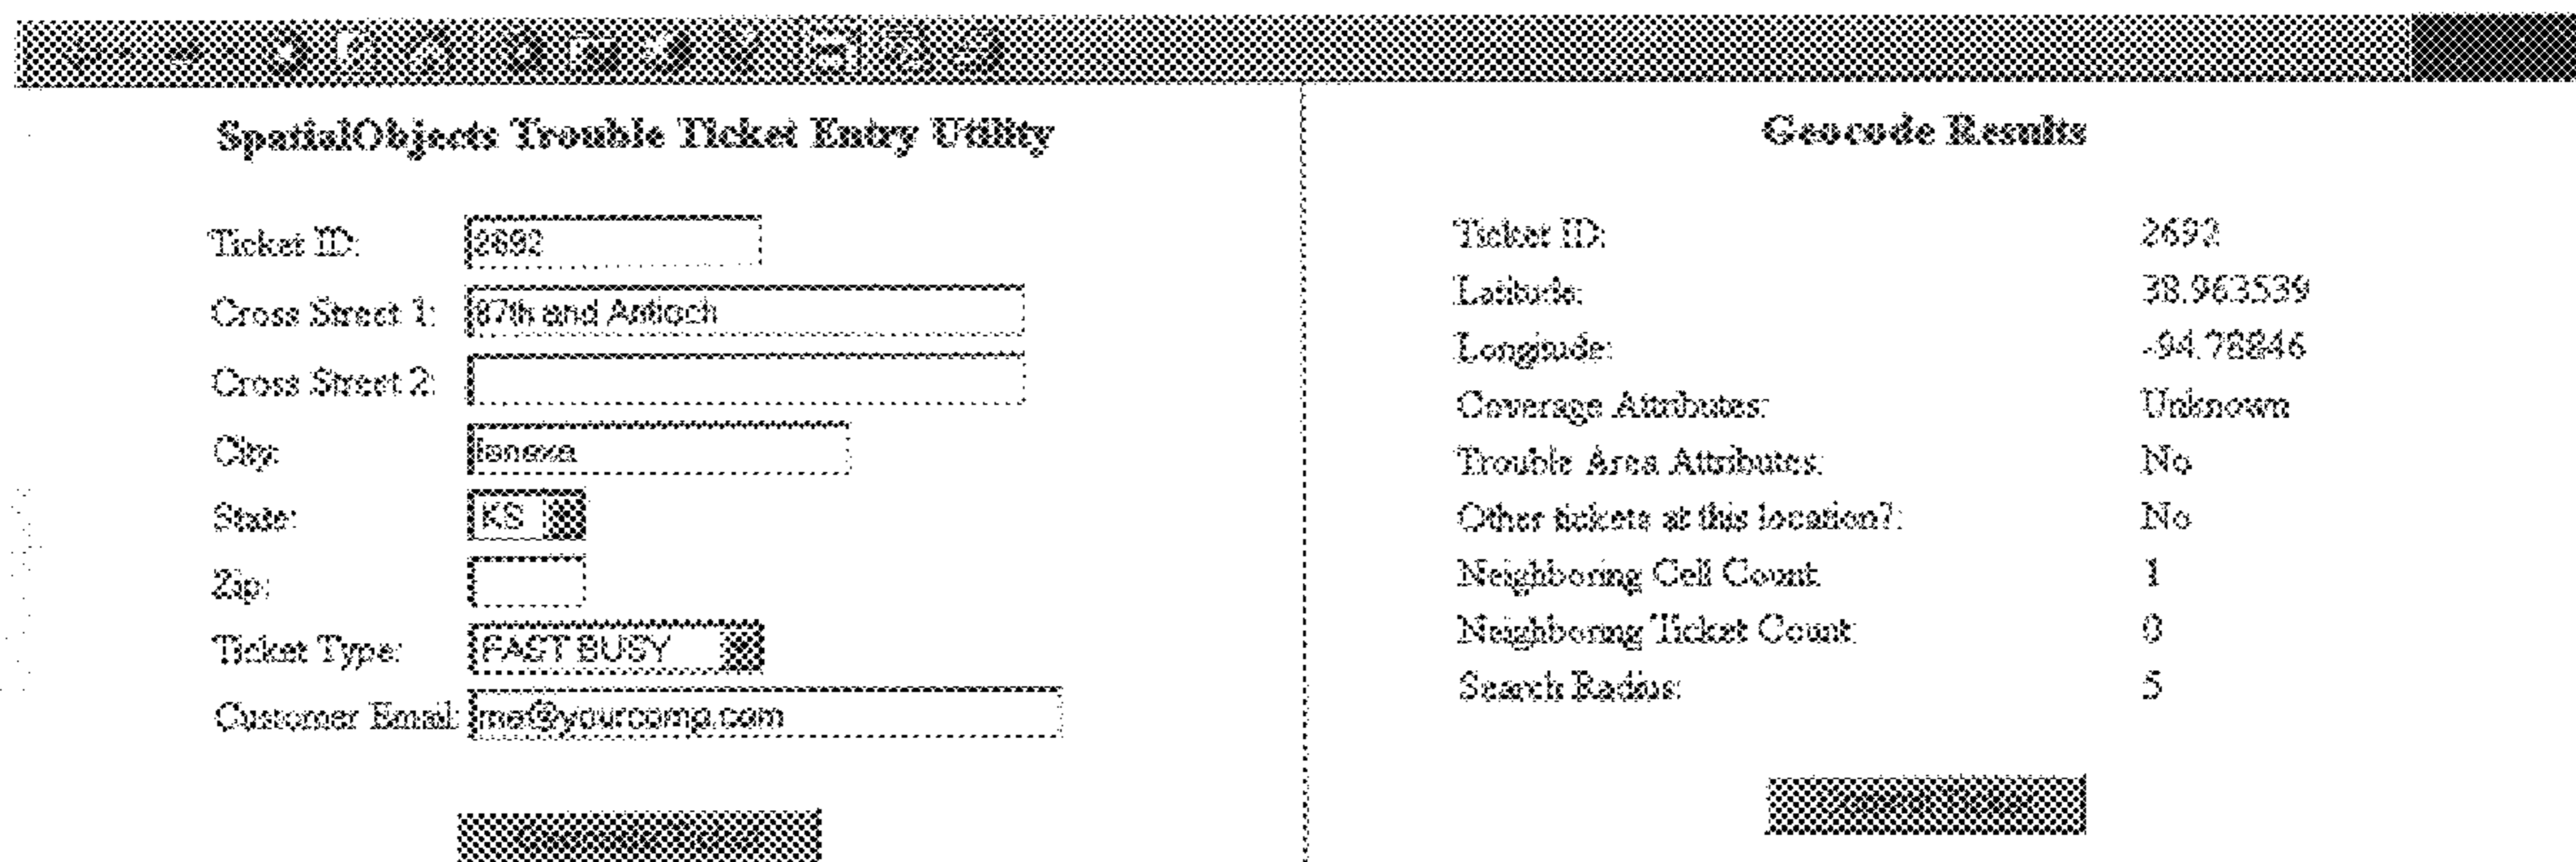 SpatialObjects Trouble Ticket Entry Utility
Ticket ID: 2692
Cross Street 1: 87th and Antioch
Cross Street 2:
City: lenexa
State: KS
Zip:
Ticket Type: FAST BUSY
Customer Email: me@yourcomp.com
Geocode Results
Ticket ID: 2692
Latitude: 38.963539
Longitude: -94.78846
Coverage Attributes: Unknown
Trouble Area Attributes: No
Other tickets at this location?: No
Neighboring Cell Count: 1
Neighboring Ticket Count: 0
Search Radius: 5